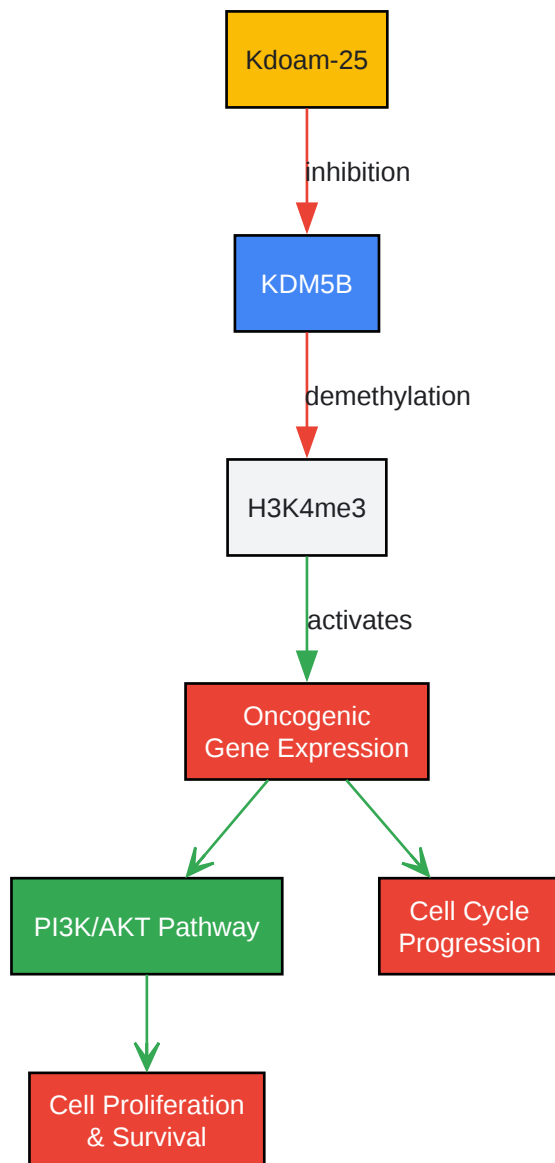 Kdoam-25
inhibition
KDM5B
demethylation
H3K4me3
activates
Oncogenic
Gene Expression
PI3K/AKT Pathway
Cell Cycle
Progression
Cell Proliferation
& Survival